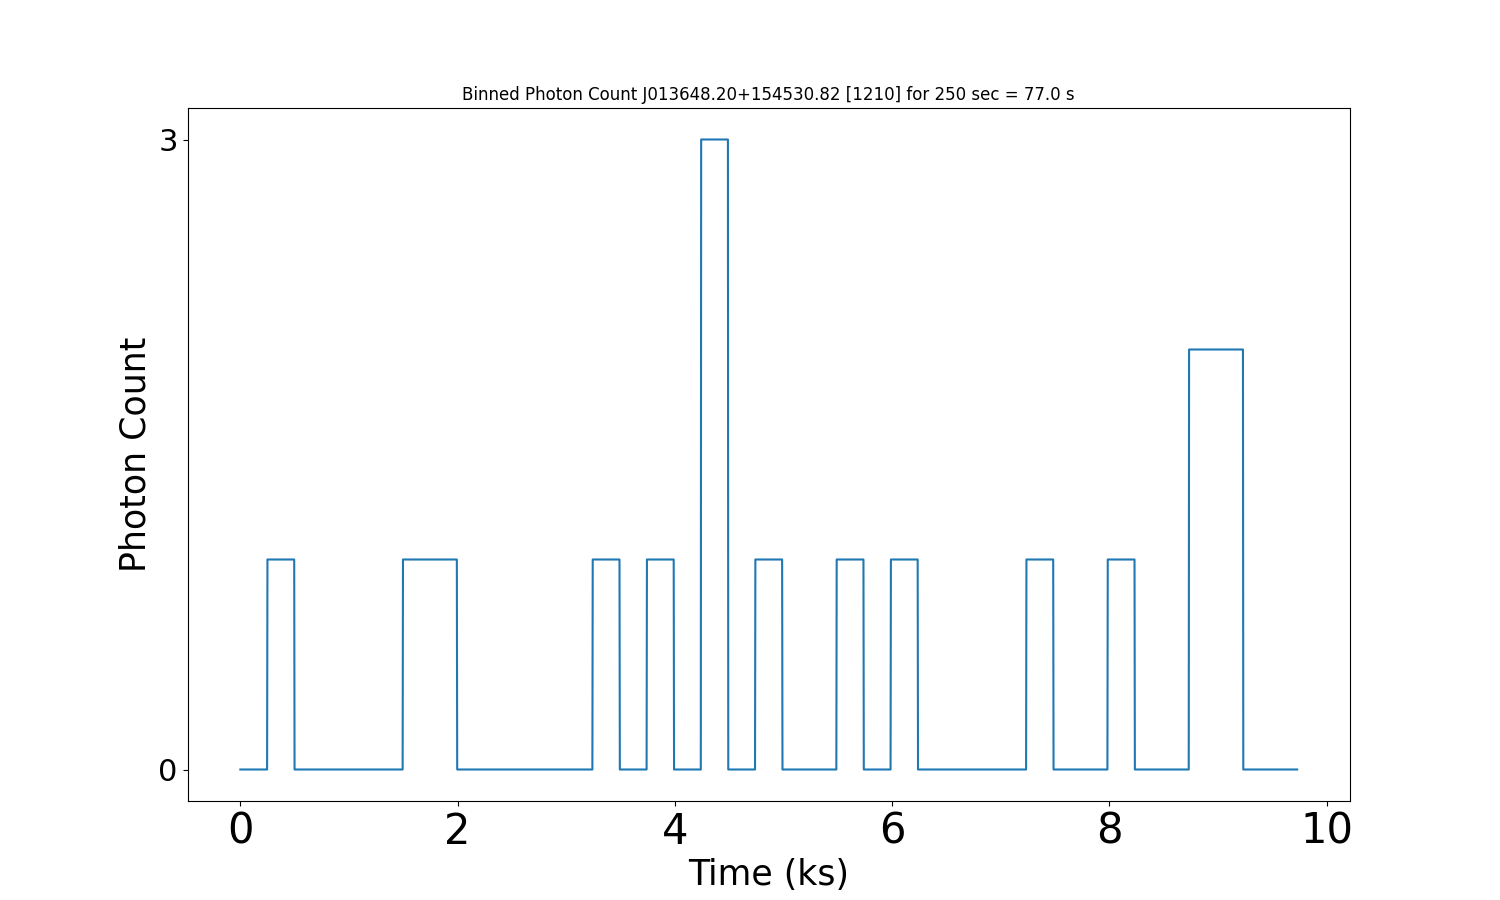 Binned Photon Count J013648.20+154530.82 [1210] for 250 sec = 77.0 s
3
Photon Count
0
0 2 4 6 8 10
Time (ks)